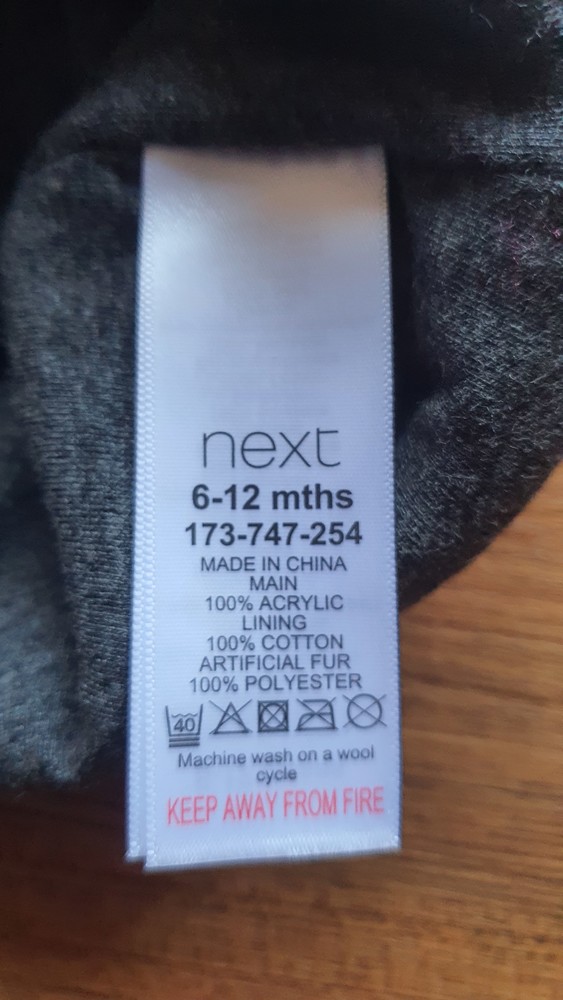 next
6-12 mths
173-747-254
MADE IN CHINA
MAIN
100% ACRYLIC
LINING
100% COTTON
ARTIFICIAL FUR
100% POLYESTER
40
Machine wash on a wool
cycle
KEEP AWAY FROM FIRE